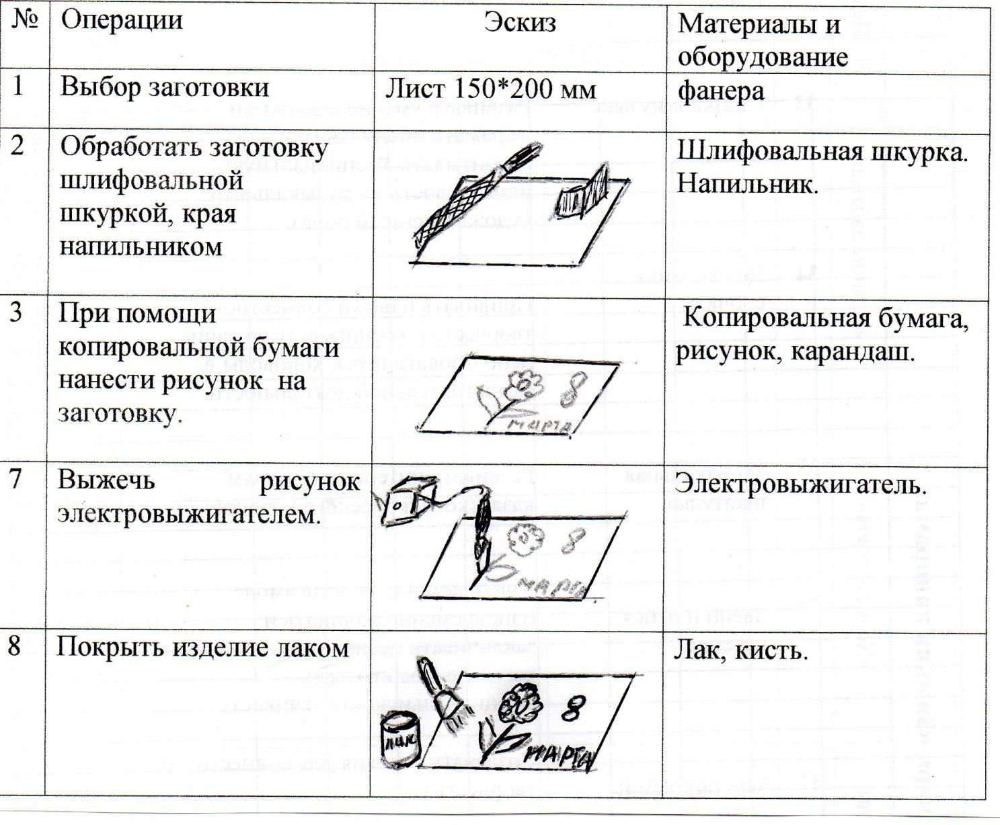 № Операции Эскиз Материалы и
оборудование
1 Выбор заготовки Лист 150*200 мм фанера
2 Обработать заготовку Шлифовальная шкурка.
шлифовальной Напильник.
шкуркой, края
напильником
3 При помощи Копировальная бумага,
копировальной бумаги рисунок, карандаш.
нанести рисунок на
заготовку.
8
МАРТА
7 Выжечь рисунок Электровыжигатель.
электровыжигателем.
8
МАРТА
8 Покрыть изделие лаком Лак, кисть.
8
лак
МАРТА